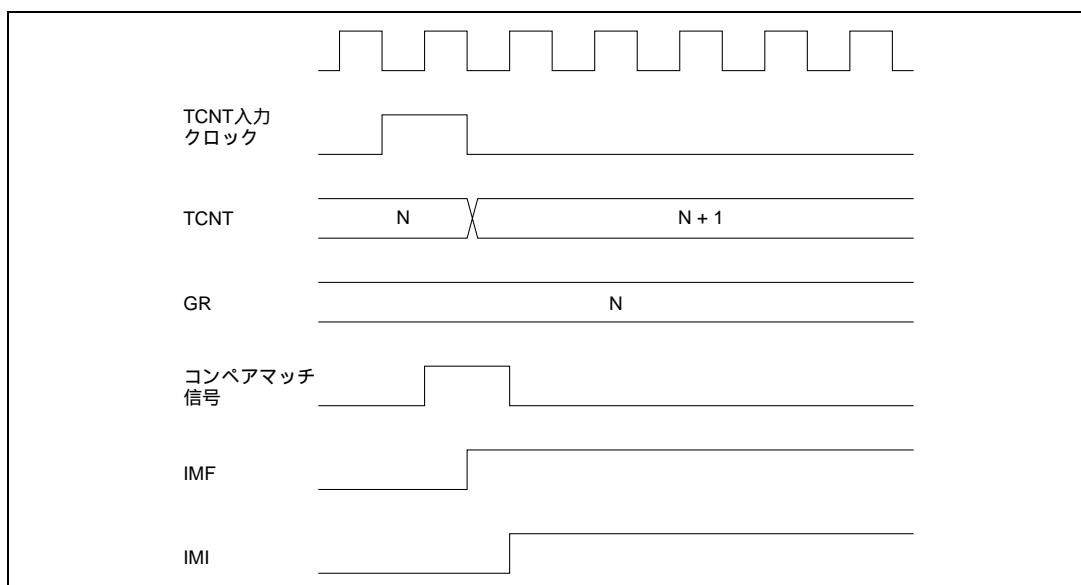 TCNT入力
クロック
TCNT
N
N + 1
GR
N
コンペアマッチ
信号
IMF
IMI